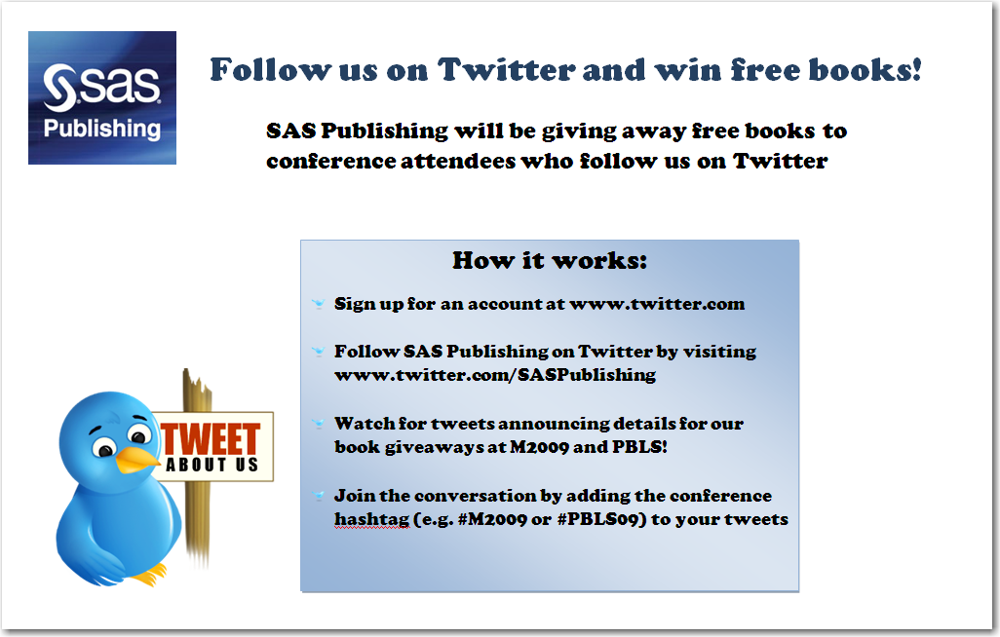 Ssas.
Publishing
Follow us on Twitter and win free books!
SAS Publishing will be giving away free books to
conference attendees who follow us on Twitter
How it works:
Sign up for an account at www.twitter.com
Follow SAS Publishing on Twitter by visiting
www.twitter.com/SASPublishing
Watch for tweets announcing details for our
book giveaways at M2009 and PBLS!
Join the conversation by adding the conference
hashtag (e.g. #M2009 or #PBLS09) to your tweets
TWEET
ABOUT US